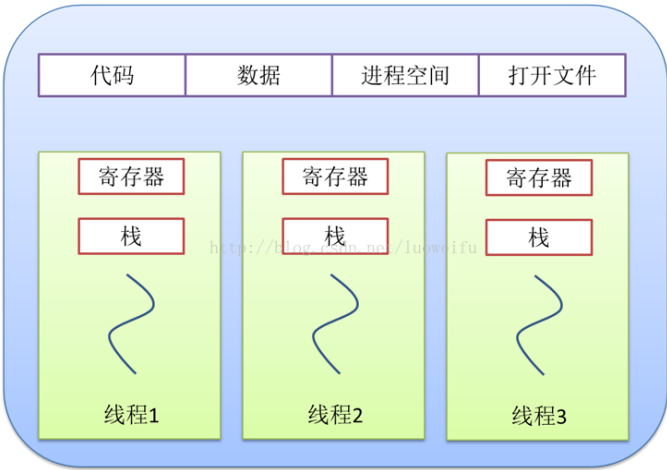 代码 数据 进程空间 打开文件
寄存器 寄存器 寄存器
栈 栈 栈
http://blog.csdn.net/luoweifu
线程1 线程2 线程3